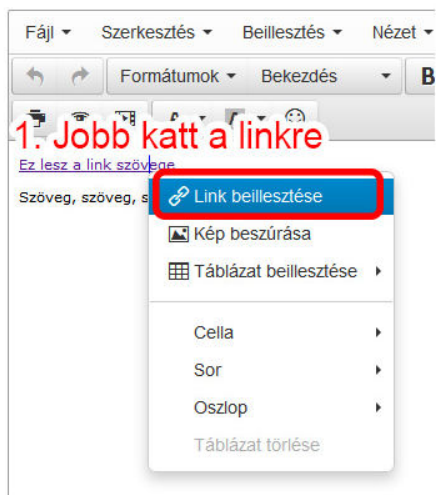 Fájl Szerkesztés Beillesztés Nézet
Formátumok Bekezdés B
1. Jobb katt a linkre
Ez lesz a link szövege
Szöveg, szöveg, s
Link beillesztése
Kép beszúrása
Táblázat beillesztése
Cella
Sor
Oszlop
Táblázat törlése